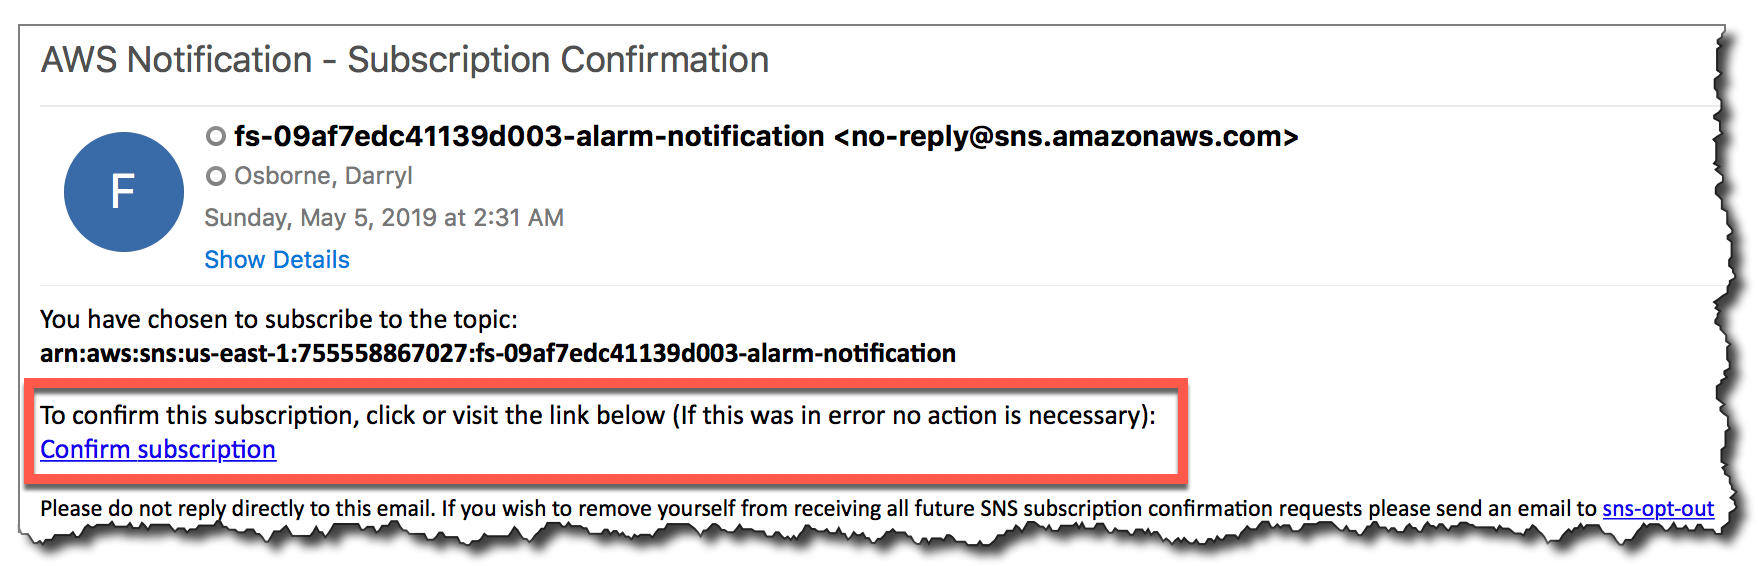 AWS Notification - Subscription Confirmation
F
fs-09af7edc41139d003-alarm-notification <no-reply@sns.amazonaws.com>
Osborne, Darryl
Sunday, May 5, 2019 at 2:31 AM
Show Details
You have chosen to subscribe to the topic:
arn:aws:sns:us-east-1:755558867027:fs-09af7edc41139d003-alarm-notification
To confirm this subscription, click or visit the link below (If this was in error no action is necessary):
Confirm subscription
Please do not reply directly to this email. If you wish to remove yourself from receiving all future SNS subscription confirmation requests please send an email to sns-opt-out